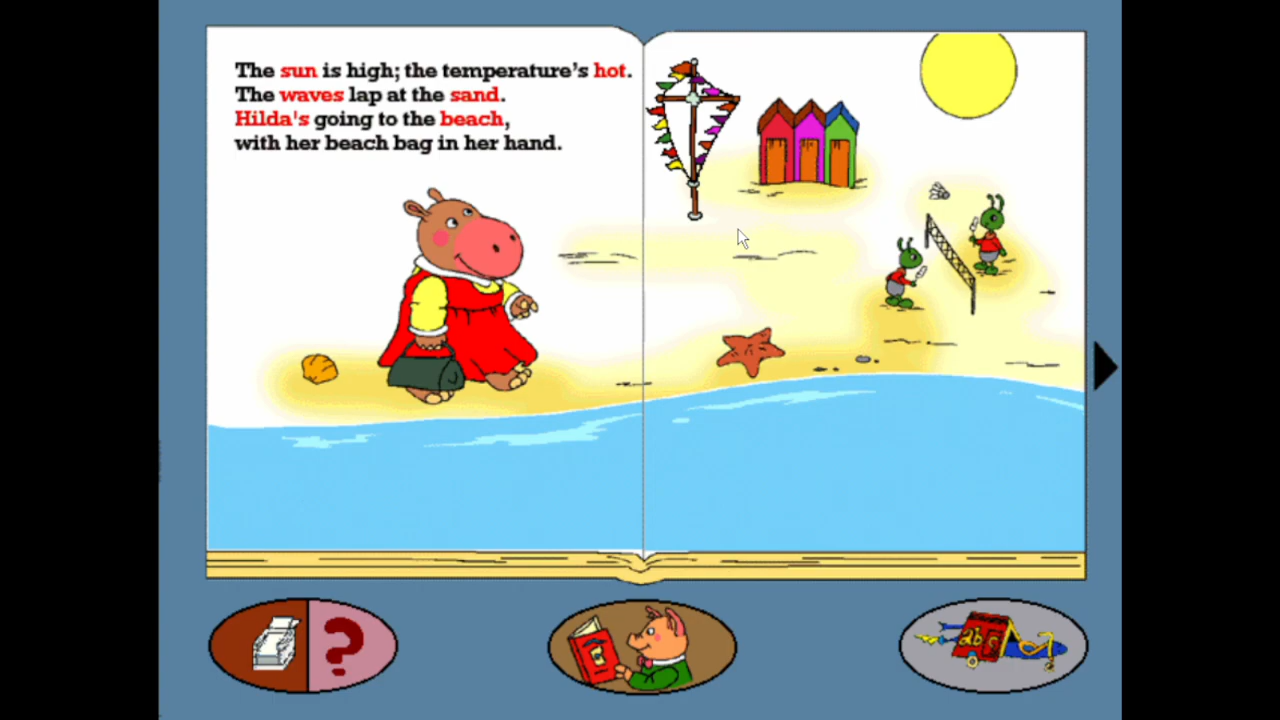 The sun is high; the temperature's hot.
The waves lap at the sand.
Hilda's going to the beach,
with her beach bag in her hand.
?
abc